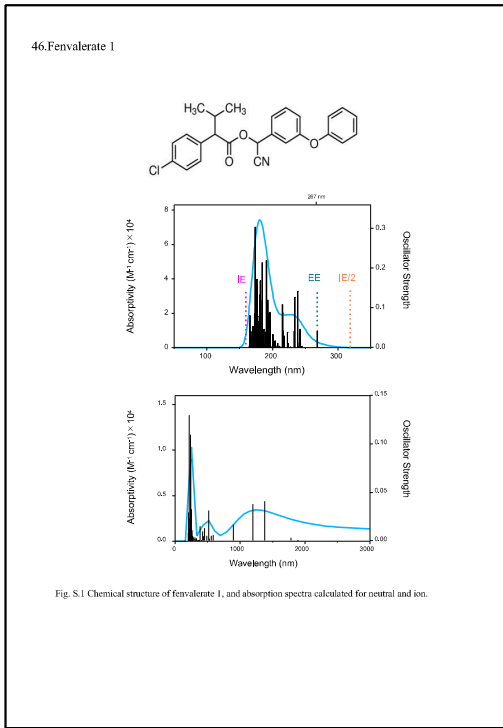 46.Fenvalerate 1
H₃C CH₃
O
O
Cl
O
CN
267 nm
8
6
4
2
0
0.3
0.2
0.1
0.0
IE
EE
IE/2
100
200
300
Absorptivity (M⁻¹ cm⁻¹) × 10⁴
Oscillator Strength
Wavelength (nm)
1.5
1.0
0.5
0.0
0.15
0.10
0.05
0.00
0
1000
2000
3000
Absorptivity (M⁻¹ cm⁻¹) × 10⁴
Oscillator Strength
Wavelength (nm)
Fig. S.1 Chemical structure of fenvalerate 1, and absorption spectra calculated for neutral and ion.